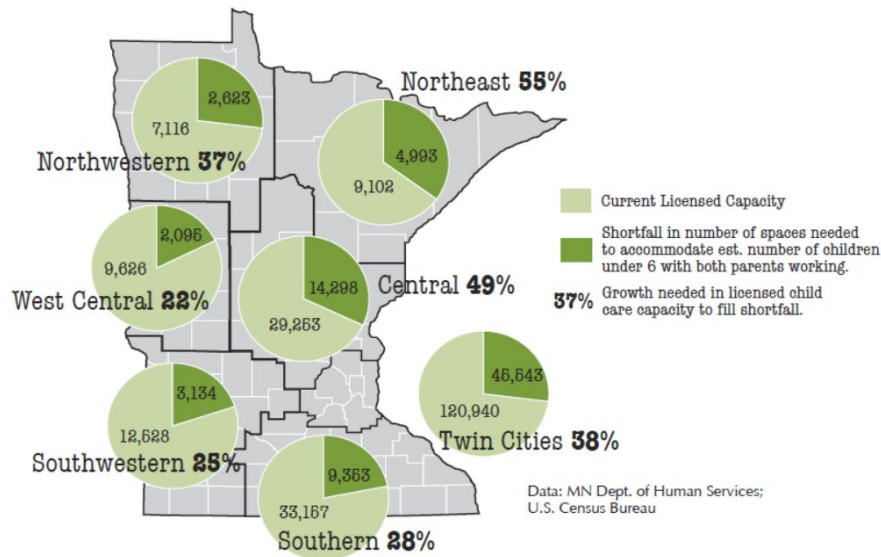 Northeast 55%
2,623
7,116
4,993
9,102
Northwestern 37%
Current Licensed Capacity
Shortfall in number of spaces needed
to accommodate est. number of children
under 6 with both parents working.
37% Growth needed in licensed child
care capacity to fill shortfall.
2,095
9,626
West Central 22%
14,298
Central 49%
29,253
3,134
12,528
Southwestern 25%
45,543
120,940
Twin Cities 38%
9,353
33,157
Southern 28%
Data: MN Dept. of Human Services;
U.S. Census Bureau